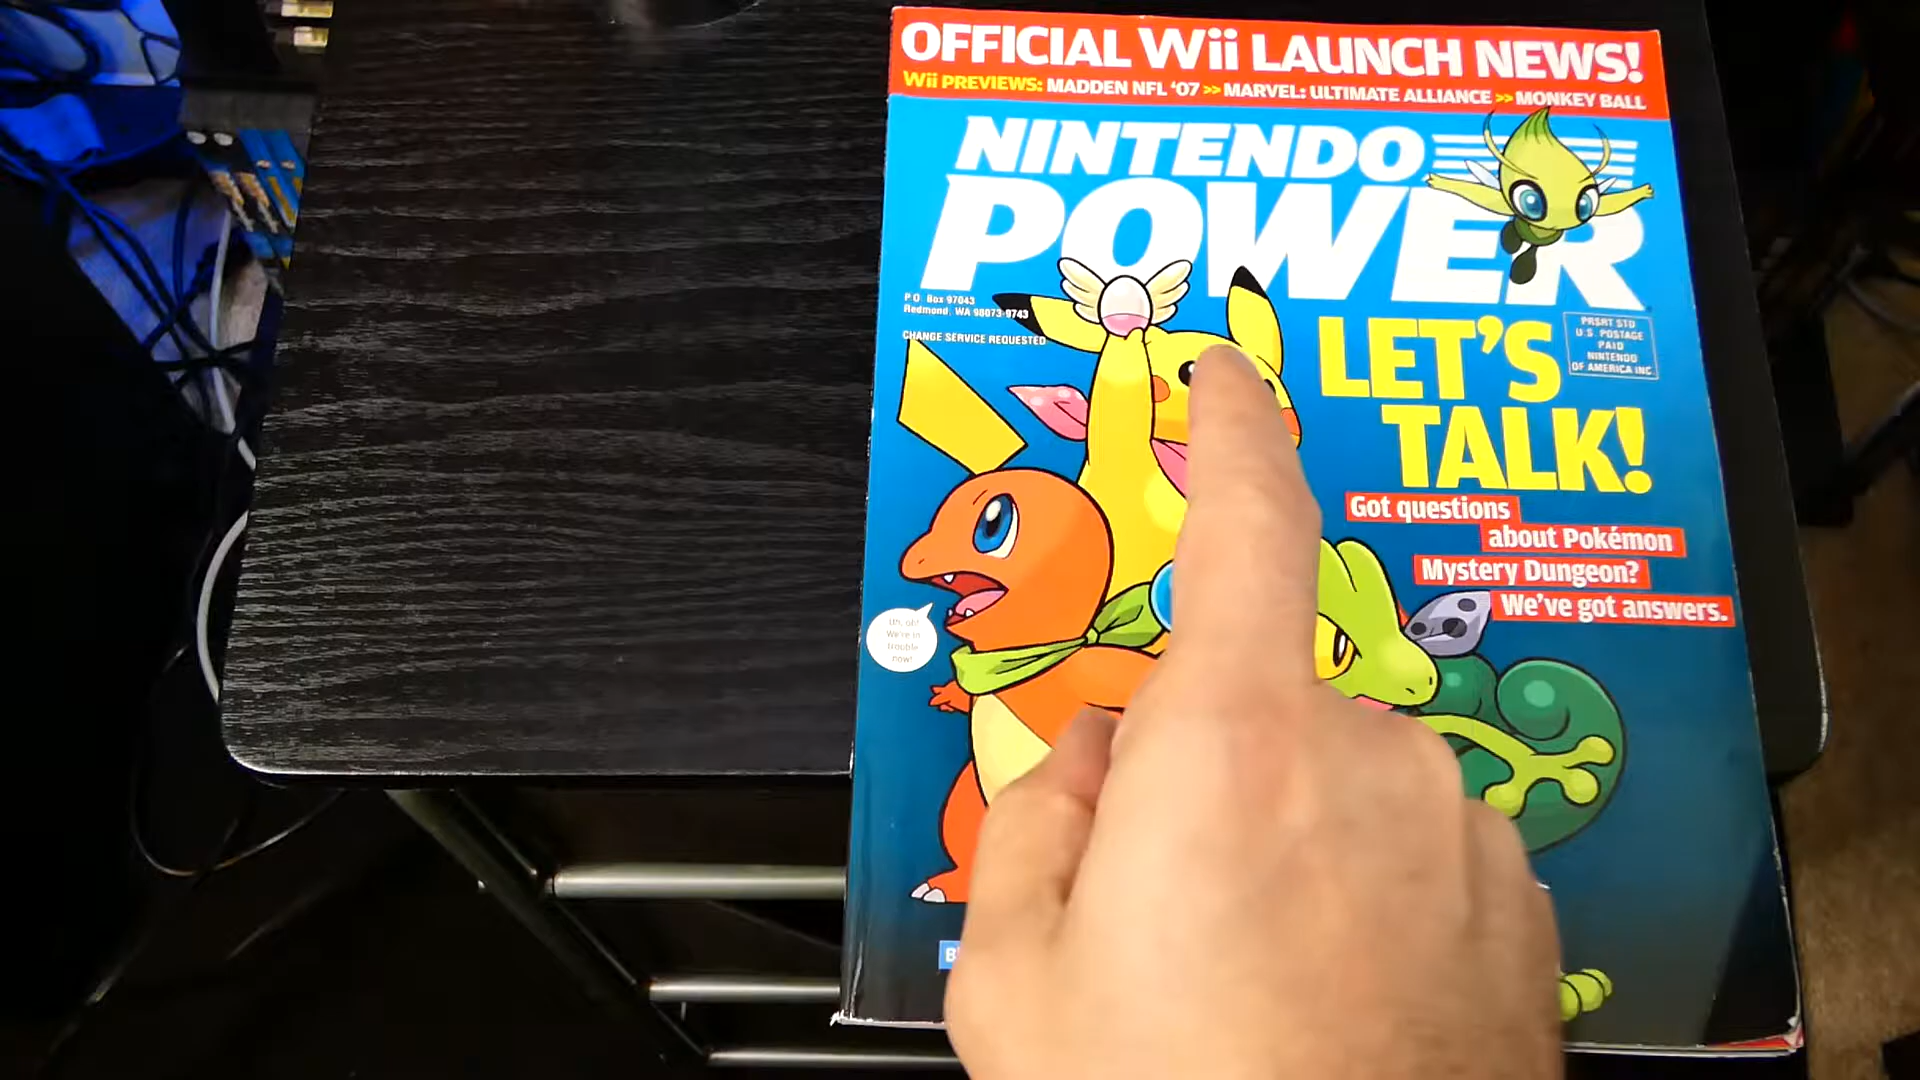 OFFICIAL Wii LAUNCH NEWS!
Wii PREVIEWS: MADDEN NFL '07 >> MARVEL: ULTIMATE ALLIANCE >> MONKEY BALL
NINTENDO
POWER
P.O. Box 97043
Redmond, WA 98073-9743
CHANGE SERVICE REQUESTED
PRSRT STD
U.S. POSTAGE
PAID
NINTENDO
OF AMERICA INC.
LET'S
TALK!
Got questions
about Pokémon
Mystery Dungeon?
We've got answers.
Uh, oh!
We're in
trouble
now!